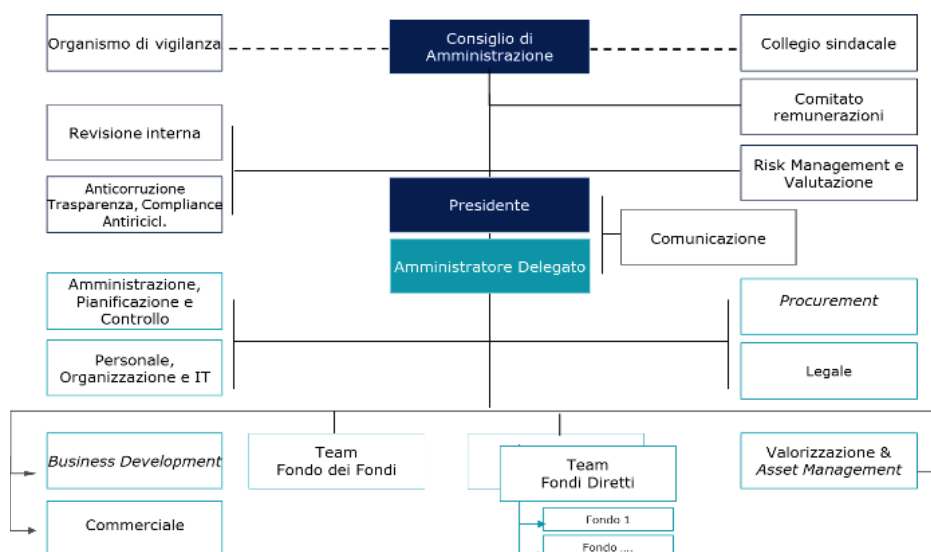 Organismo di vigilanza
Consiglio di
Amministrazione
Collegio sindacale
Comitato
remunerazioni
Revisione interna
Risk Management e
Valutazione
Anticorruzione
Trasparenza, Compliance
Antiricicl.
Presidente
Comunicazione
Amministratore Delegato
Amministrazione,
Pianificazione e
Controllo
Procurement
Personale,
Organizzazione e IT
Legale
Business Development
Team
Fondo dei Fondi
Team
Fondi Diretti
Valorizzazione &
Asset Management
Commerciale
Fondo 1
Fondo ....